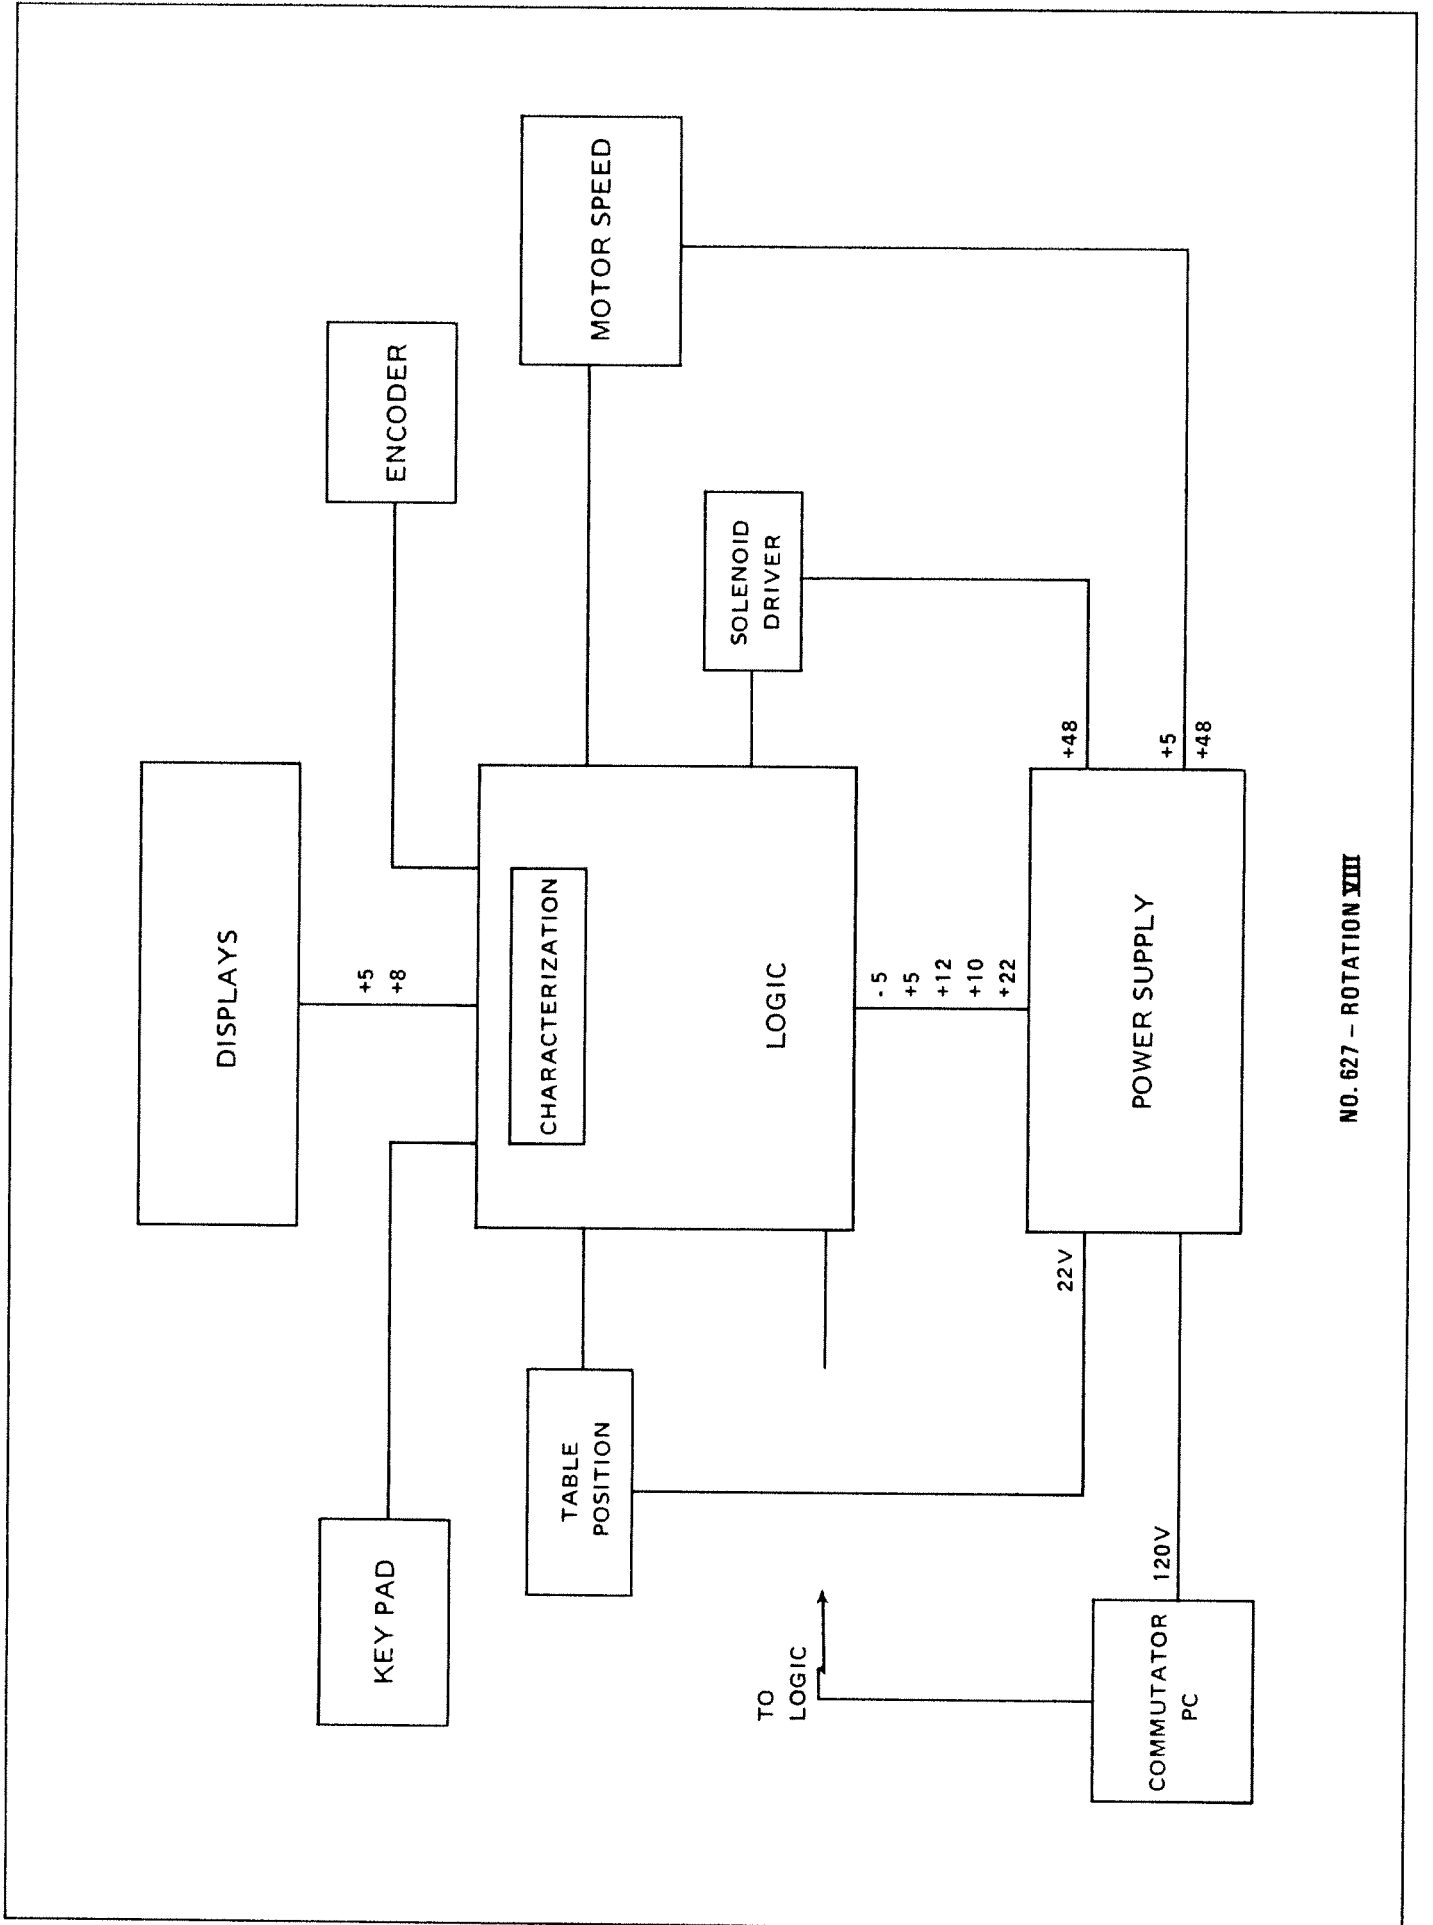 DISPLAYS
+5
+8
KEY PAD
ENCODER
CHARACTERIZATION
LOGIC
TABLE
POSITION
MOTOR SPEED
SOLENOID
DRIVER
TO
LOGIC
- 5
+5
+12
+10
+22
22V
+48
+5
+48
POWER SUPPLY
120V
COMMUTATOR
PC
NO. 627 – ROTATION VIII